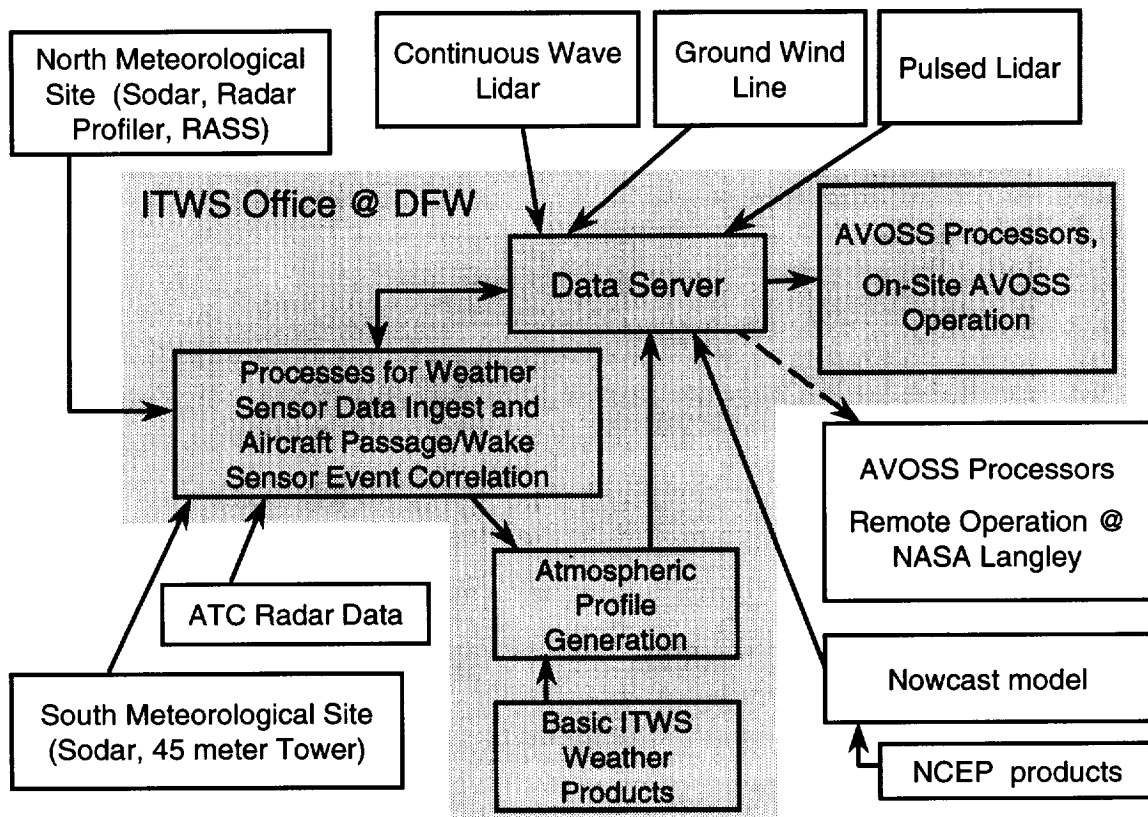 North Meteorological
Site (Sodar, Radar
Profiler, RASS)
Continuous Wave
Lidar
Ground Wind
Line
Pulsed Lidar
ITWS Office @ DFW
Data Server
AVOSS Processors,
On-Site AVOSS
Operation
Processes for Weather
Sensor Data Ingest and
Aircraft Passage/Wake
Sensor Event Correlation
AVOSS Processors
Remote Operation @
NASA Langley
Atmospheric
Profile
Generation
ATC Radar Data
Nowcast model
South Meteorological Site
(Sodar, 45 meter Tower)
Basic ITWS
Weather
Products
NCEP products